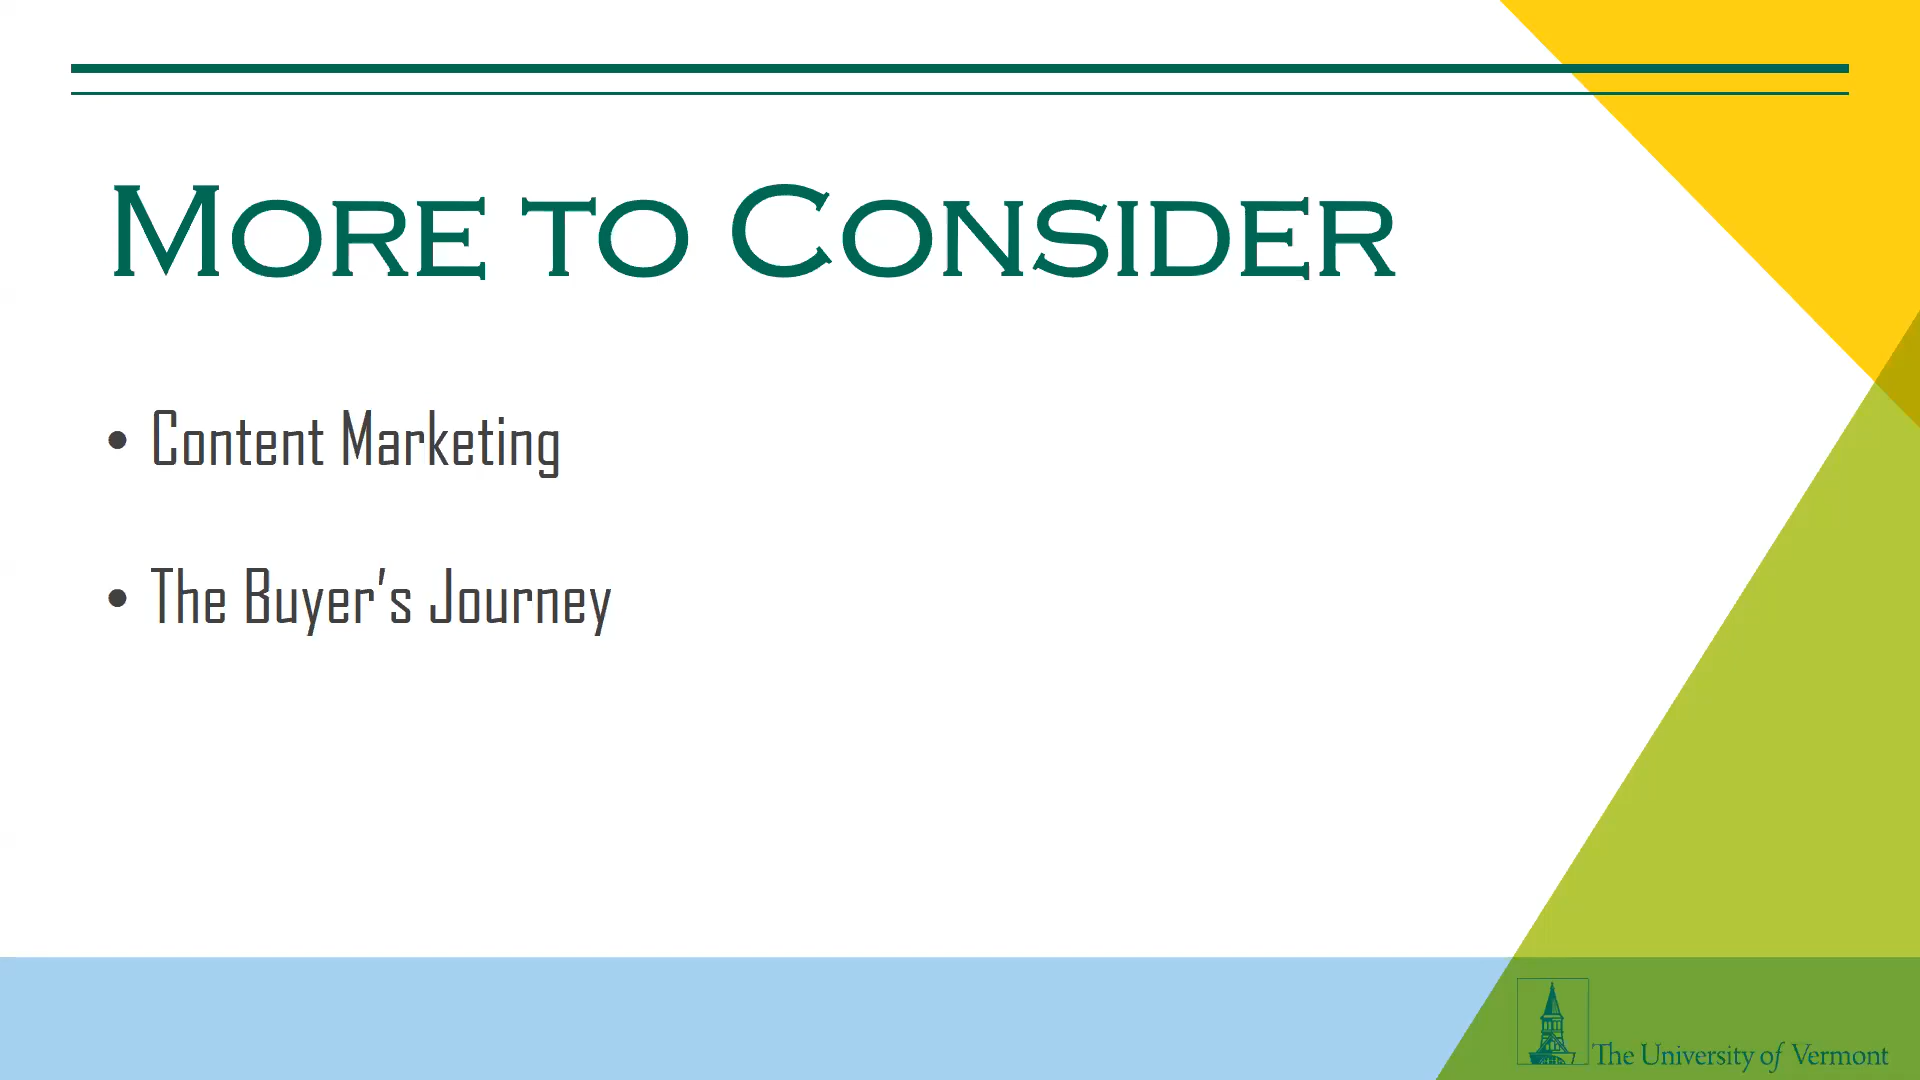 More to Consider
• Content Marketing
• The Buyer’s Journey
The University of Vermont